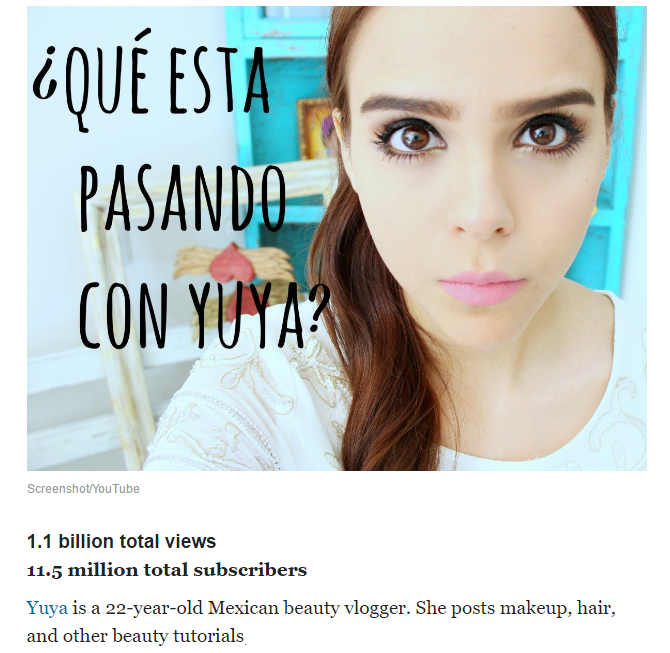 ¿QUÉ ESTA
PASANDO
CON YUYA?
Screenshot/YouTube
1.1 billion total views
11.5 million total subscribers
Yuya is a 22-year-old Mexican beauty vlogger. She posts makeup, hair,
and other beauty tutorials.